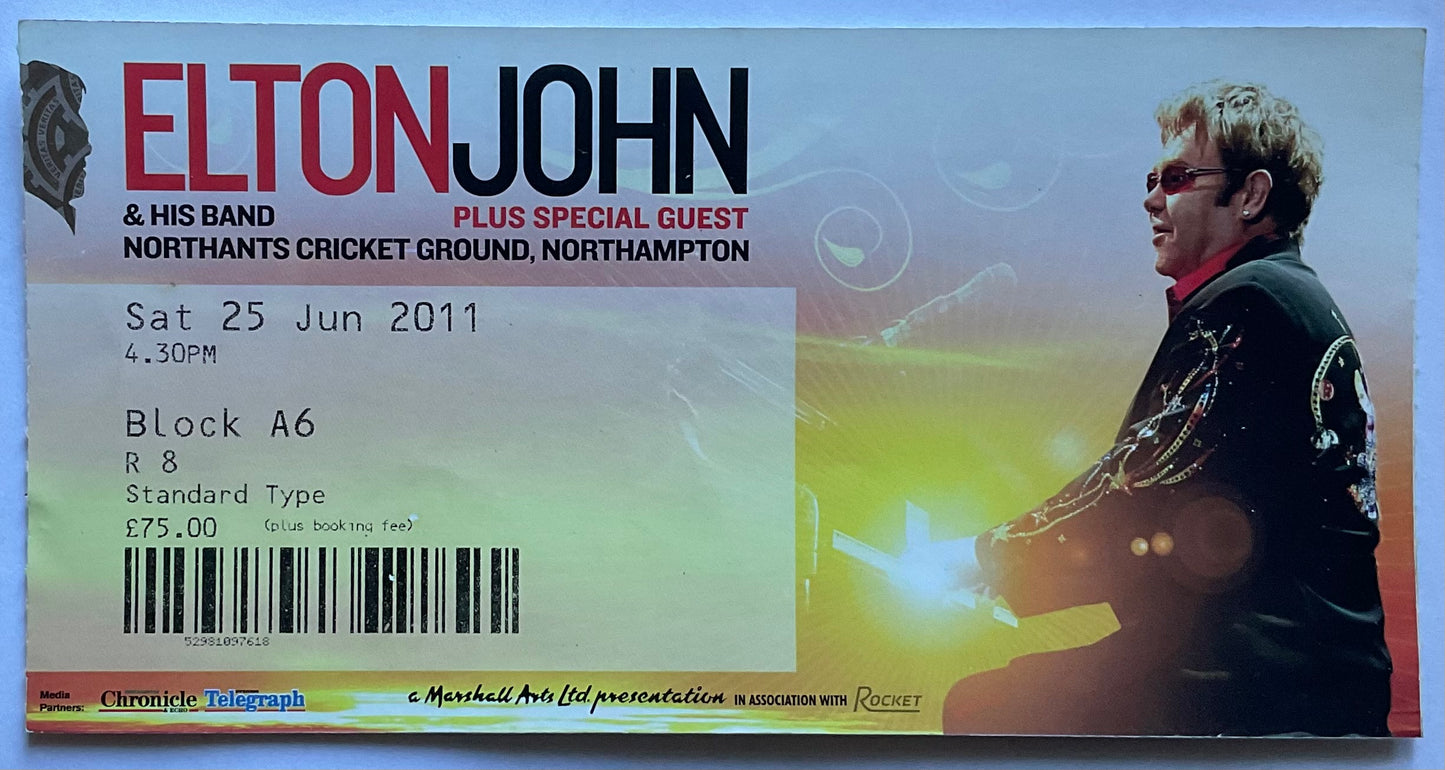 ELTONJOHN
& HIS BAND PLUS SPECIAL GUEST
NORTHANTS CRICKET GROUND, NORTHAMPTON
Sat 25 Jun 2011
4.30PM
Block A6
R 8
Standard Type
£75.00 (plus booking fee)
52981097618
Media Partners: Chronicle & ECHO Telegraph a Marshall Arts Ltd. presentation IN ASSOCIATION WITH ROCKET
VERITAS VERITAS